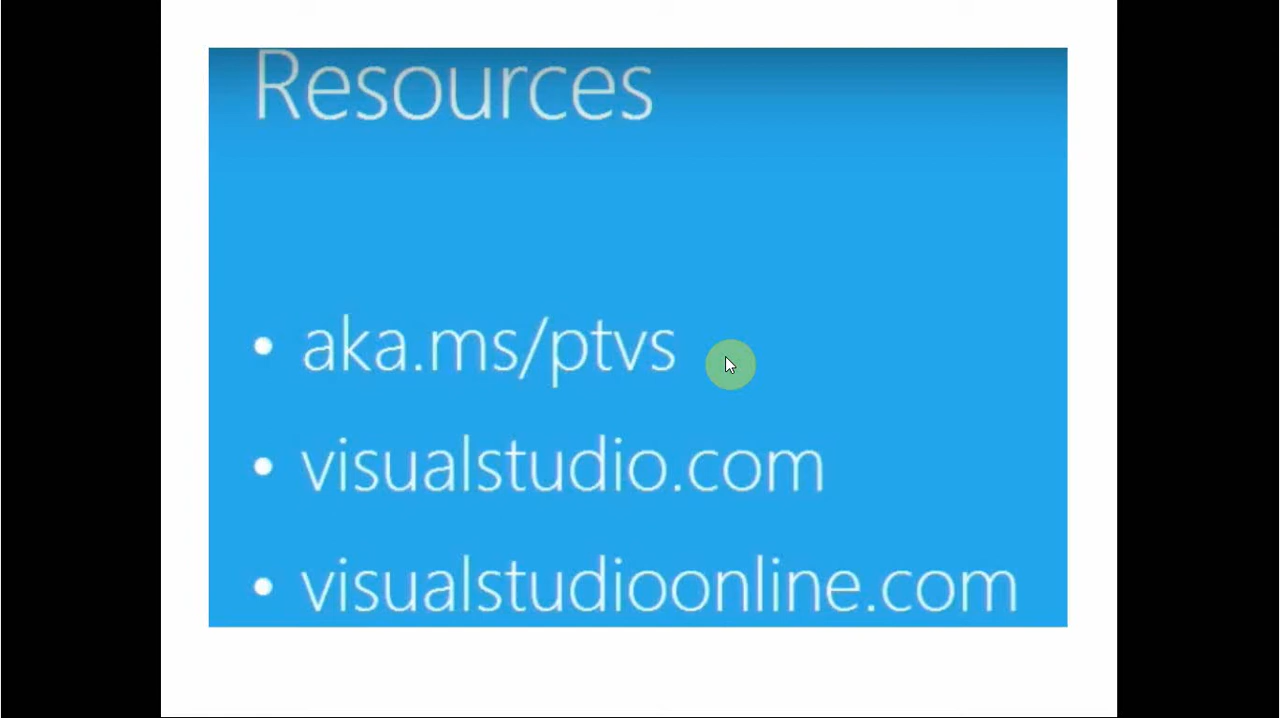 Resources
• aka.ms/ptvs
• visualstudio.com
• visualstudioonline.com